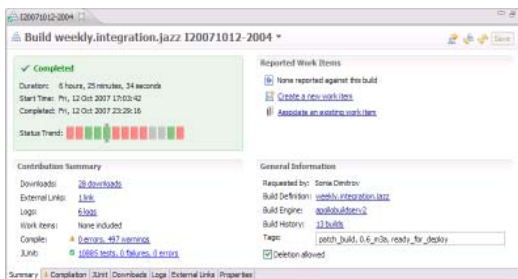 I20071012-2004
Build weekly.integration.jazz I20071012-2004 *
Save
Completed
Duration: 6 hours, 25 minutes, 34 seconds
Start Time: Fri, 12 Oct 2007 17:03:42
Completed: Fri, 12 Oct 2007 23:29:16
Status Trend:
Reported Work Items
None reported against this build
Create a new work item
Associate an existing work item
Contribution Summary
Downloads: 28 downloads
External Links: 1 link
Logs: 6 logs
Work items: None included
Compile: 0 errors, 497 warnings
JUnit: 10885 tests, 0 failures, 0 errors
General Information
Requested by: Sonia Dimitrov
Build Definition: weekly.integration.jazz
Build Engine: apollobuildserv2
Build History: 13 builds
Tags: patch_build, 0.6_m3a, ready_for_deploy
Deletion allowed
Summary Compilation JUnit Downloads Logs External Links Properties